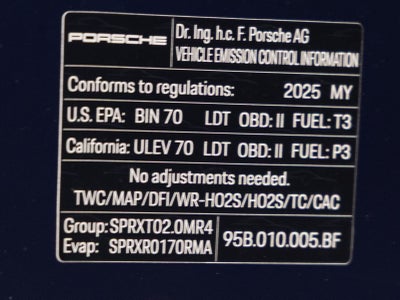 PORSCHE
Dr. Ing. h.c. F. Porsche AG
VEHICLE EMISSION CONTROL INFORMATION
Conforms to regulations: 2025 MY
U.S. EPA: BIN 70 LDT OBD: II FUEL: T3
California: ULEV 70 LDT OBD: II FUEL: P3
No adjustments needed.
TWC/MAP/DFI/WR-HO2S/HO2S/TC/CAC
Group: SPRXT02.0MR4
Evap: SPRXR0170RMA
95B.010.005.BF